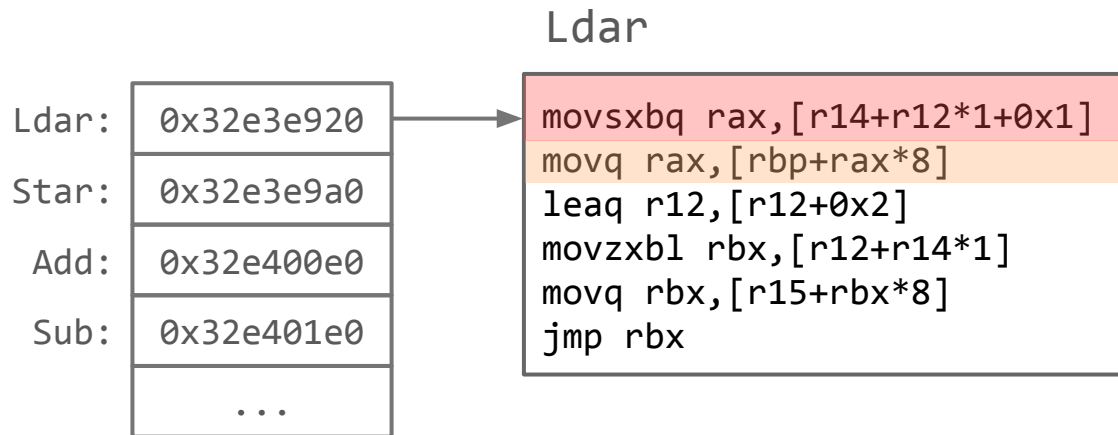 Ldar
Ldar: 0x32e3e920
Star: 0x32e3e9a0
Add: 0x32e400e0
Sub: 0x32e401e0
...
movsxbq rax,[r14+r12*1+0x1]
movq rax,[rbp+rax*8]
leaq r12,[r12+0x2]
movzxbl rbx,[r12+r14*1]
movq rbx,[r15+rbx*8]
jmp rbx